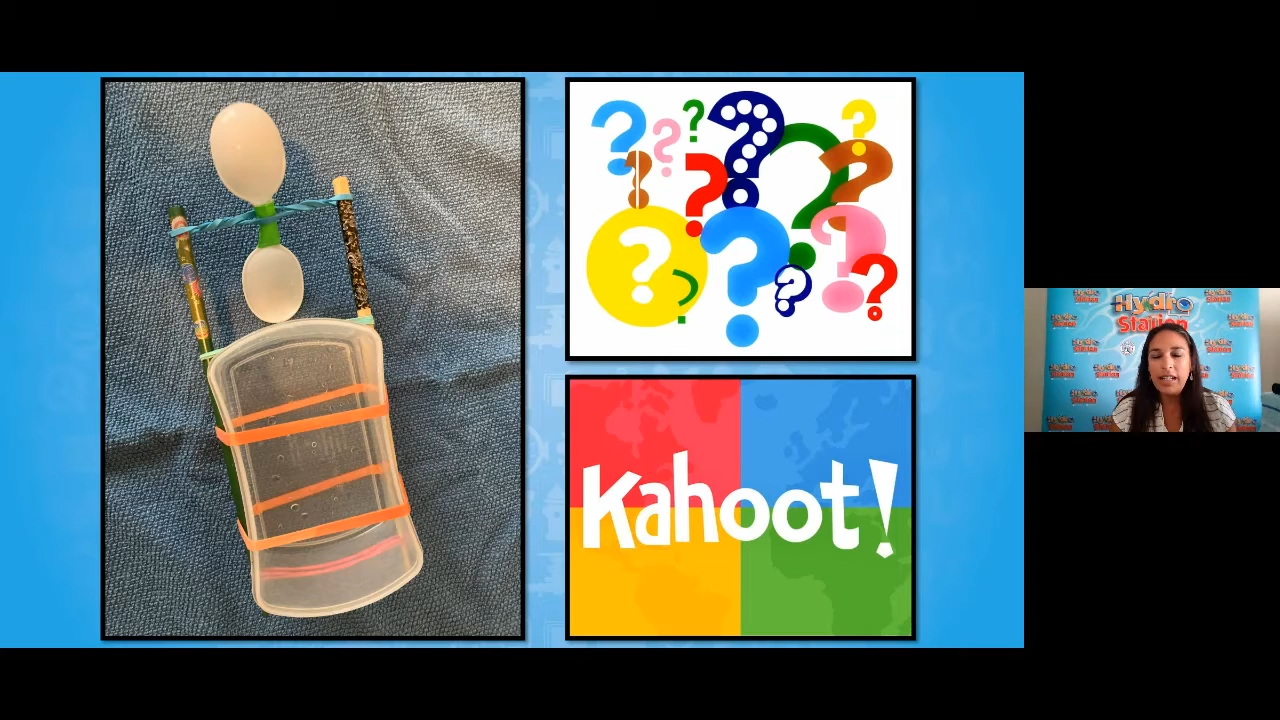 ? ? ? ? ? ? ? ? ? ? ? ? ? ? ?
Kahoot!
Hydro
Station